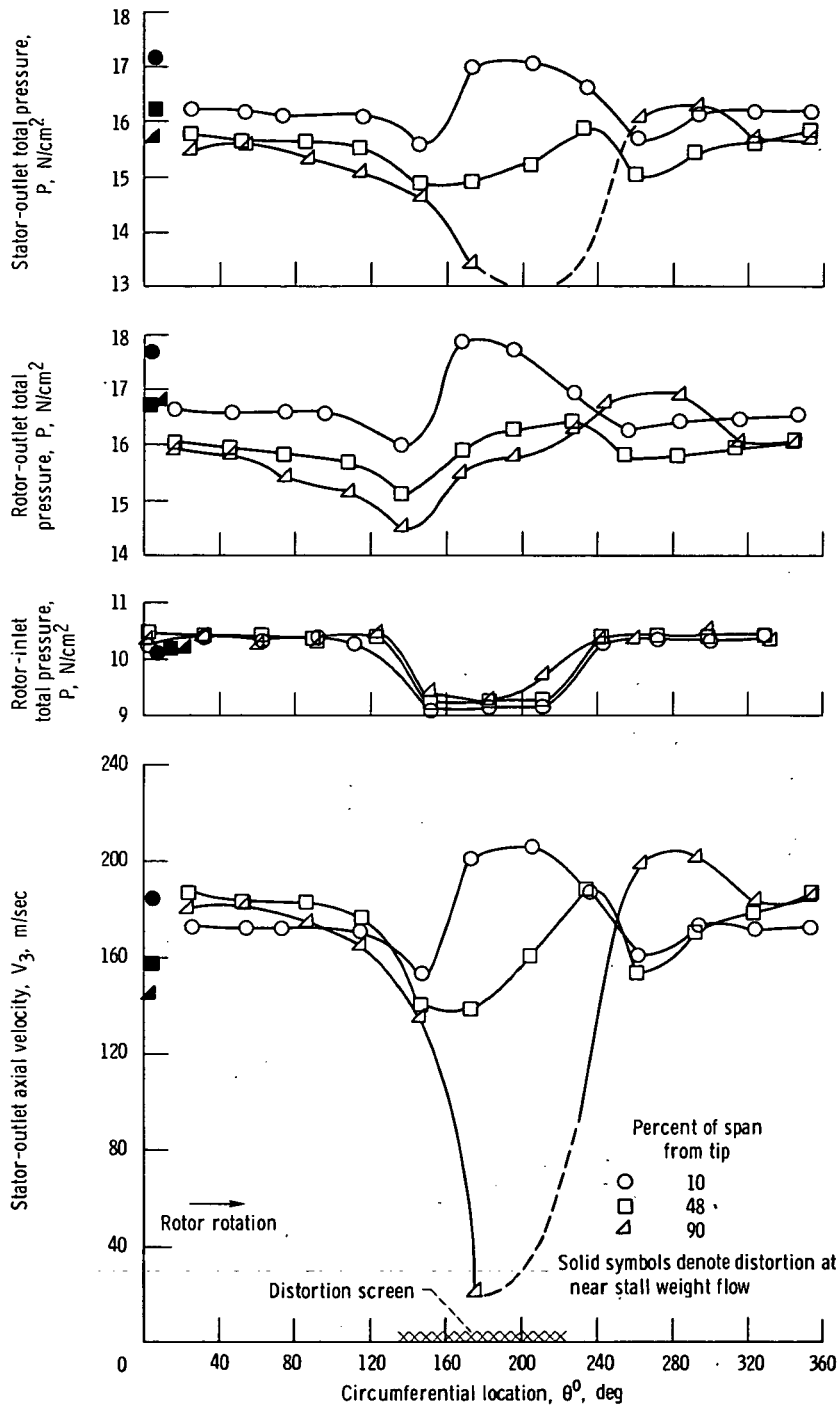 Stator-outlet total pressure,
P, N/cm2
18
17
16
15
14
13
Rotor-outlet total
pressure, P, N/cm2
18
17
16
15
14
Rotor-inlet
total pressure,
P, N/cm2
11
10
9
Stator-outlet axial velocity, V3, m/sec
240
200
160
120
80
40
0
Percent of span
from tip
10
48
90
Rotor rotation
Solid symbols denote distortion at
near stall weight flow
Distortion screen
40 80 120 160 200 240 280 320 360
Circumferential location, θ⁰, deg